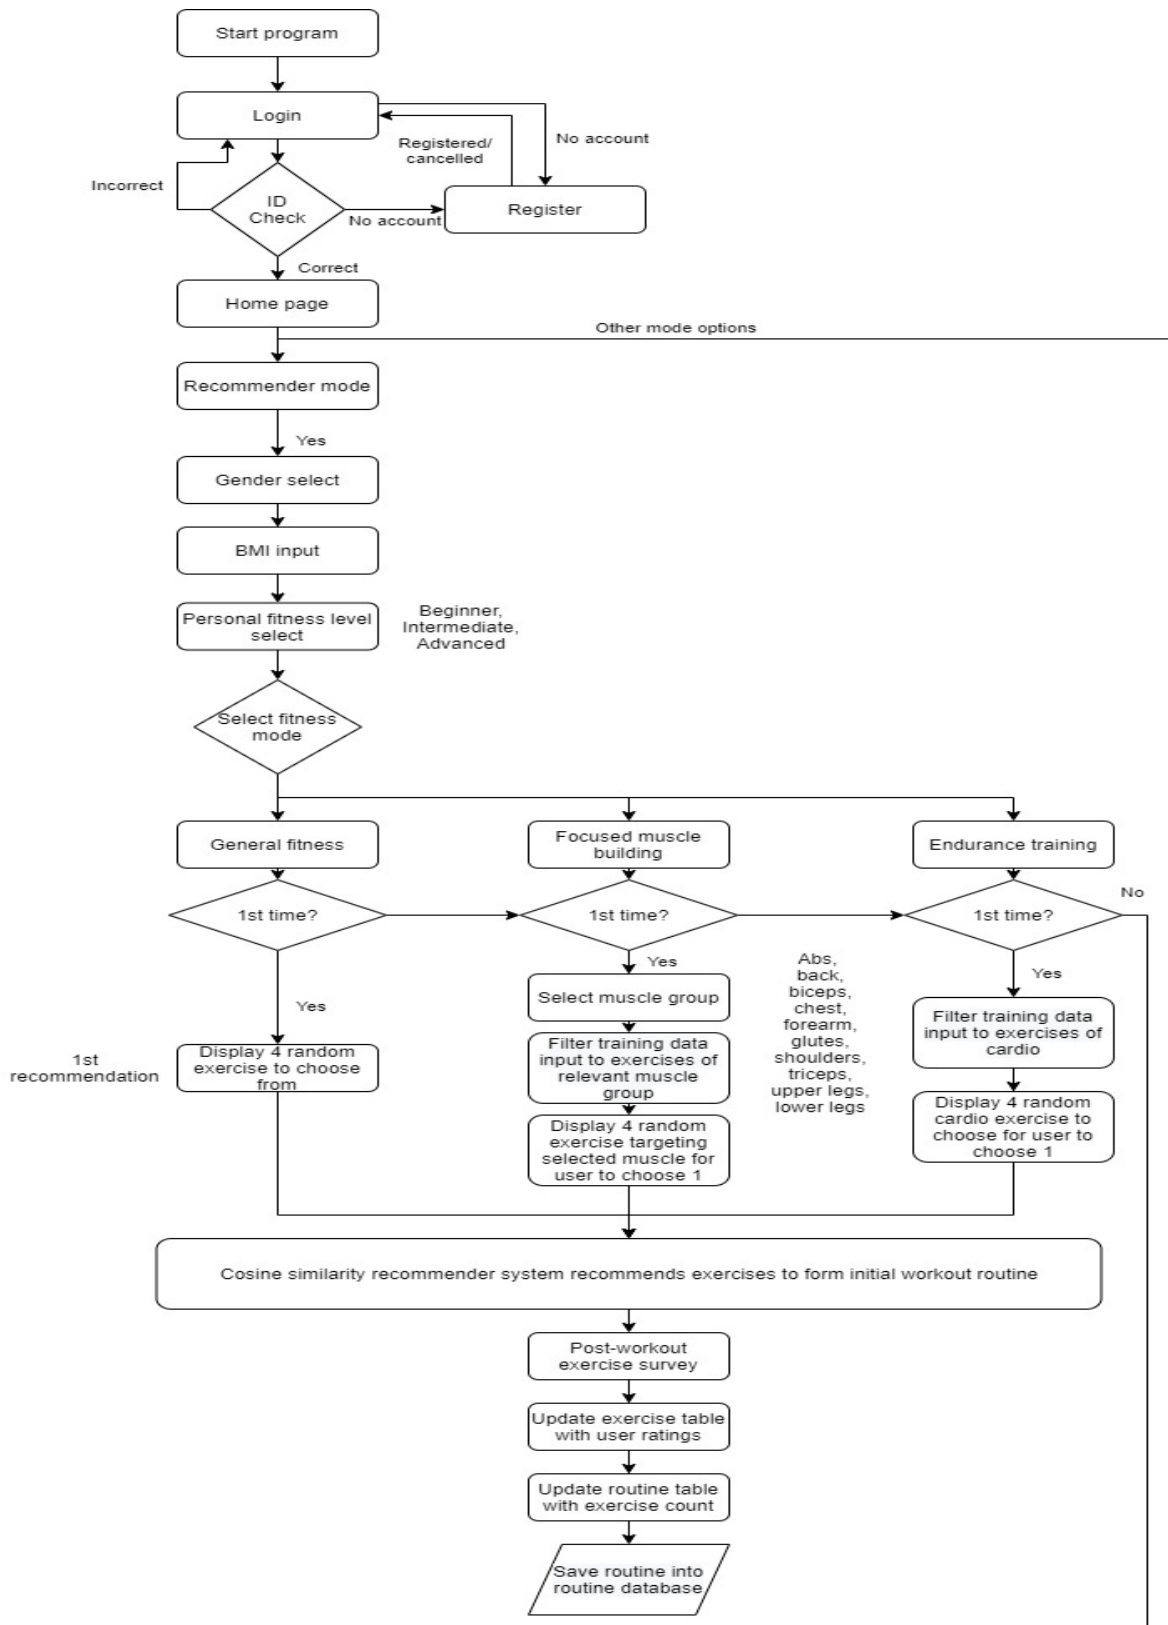 Start program
Login
No account
Registered/
cancelled
Incorrect
ID
Check
No account
Register
Correct
Home page
Other mode options
Recommender mode
Yes
Gender select
BMI input
Personal fitness level
select
Beginner,
Intermediate,
Advanced
Select fitness
mode
General fitness
Focused muscle
building
Endurance training
1st time?
1st time?
1st time?
No
Yes
Yes
Yes
Select muscle group
Abs,
back,
biceps,
chest,
forearm,
glutes,
shoulders,
triceps,
upper legs,
lower legs
1st
recommendation
Display 4 random
exercise to choose
from
Filter training data
input to exercises of
relevant muscle
group
Filter training data
input to exercises of
cardio
Display 4 random
exercise targeting
selected muscle for
user to choose 1
Display 4 random
cardio exercise to
choose for user to
choose 1
Cosine similarity recommender system recommends exercises to form initial workout routine
Post-workout
exercise survey
Update exercise table
with user ratings
Update routine table
with exercise count
Save routine into
routine database